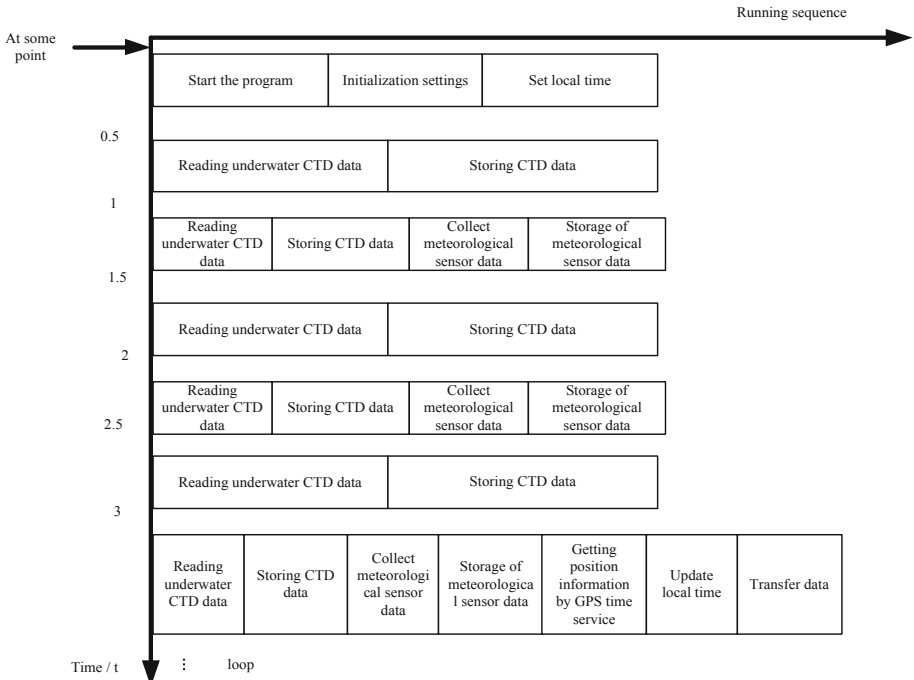 Running sequence
At some
point
Start the program
Initialization settings
Set local time
0.5
Reading underwater CTD data
Storing CTD data
1
Reading
underwater CTD
data
Storing CTD data
Collect
meteorological
sensor data
Storage of
meteorological
sensor data
1.5
Reading underwater CTD data
Storing CTD data
2
Reading
underwater CTD
data
Storing CTD data
Collect
meteorological
sensor data
Storage of
meteorological
sensor data
2.5
Reading underwater CTD data
Storing CTD data
3
Reading
underwater
CTD data
Storing CTD
data
Collect
meteorologi
cal sensor
data
Storage of
meteorologica
l sensor data
Getting
position
information
by GPS time
service
Update
local time
Transfer data
Time / t
⋮
loop